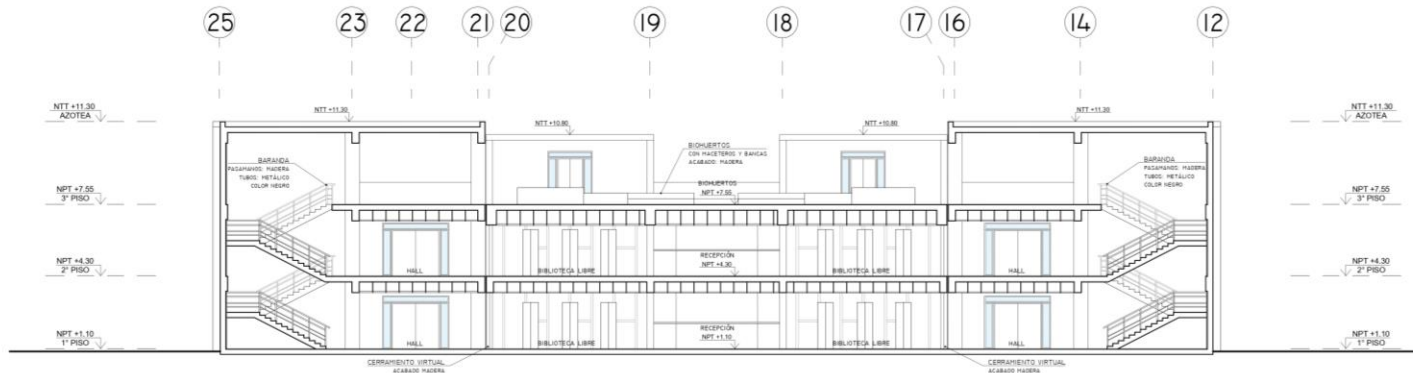 25 23 22 21 20 19 18 17 16 14 12
NTT +11.30
AZOTEA
NTT +11.30
NTT +10.80
NTT +10.80
NTT +11.30
NTT +11.30
AZOTEA
BIOHUERTOS
CON MACETEROS Y BANCAS
ACABADO: MADERA
BARANDA
PASAMANOS: MADERA
TUBOS: METÁLICO
COLOR NEGRO
BARANDA
PASAMANOS: MADERA
TUBOS: METÁLICO
COLOR NEGRO
NPT +7.55
3° PISO
BIOHUERTOS
NPT +7.55
NPT +7.55
3° PISO
NPT +4.30
2° PISO
HALL
BIBLIOTECA LIBRE
RECEPCIÓN
NPT +4.30
BIBLIOTECA LIBRE
HALL
NPT +4.30
2° PISO
NPT +1.10
1° PISO
HALL
BIBLIOTECA LIBRE
RECEPCIÓN
NPT +1.10
BIBLIOTECA LIBRE
HALL
NPT +1.10
1° PISO
CERRAMIENTO VIRTUAL
ACABADO MADERA
CERRAMIENTO VIRTUAL
ACABADO MADERA